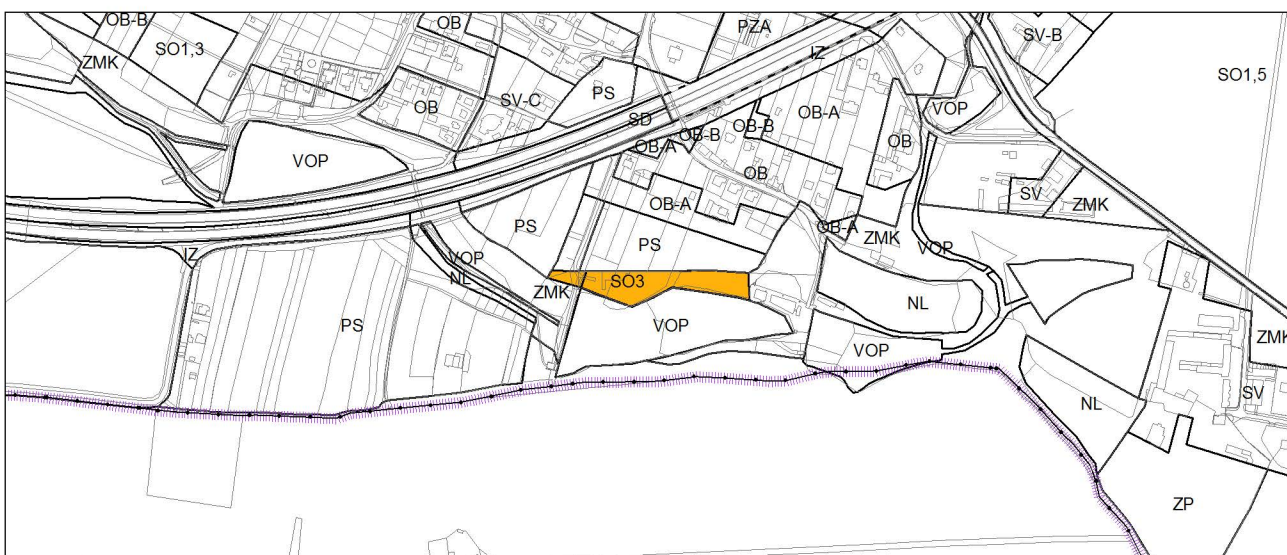 OB-B
OB
PZA
SV-B
SO1,3
IZ
ZMK
SO1,5
PS
SV-C
OB
OB-A
VOP
SD
OB-B
OB-B
OB-A
VOP
OB
ZMK
OB
SV
OB-A
ZMK
PS
OB-A
PS
ZMK
VOP
IZ
VOP
NL
SO3
ZMK
NL
PS
VOP
ZMK
VOP
SV
NL
ZP